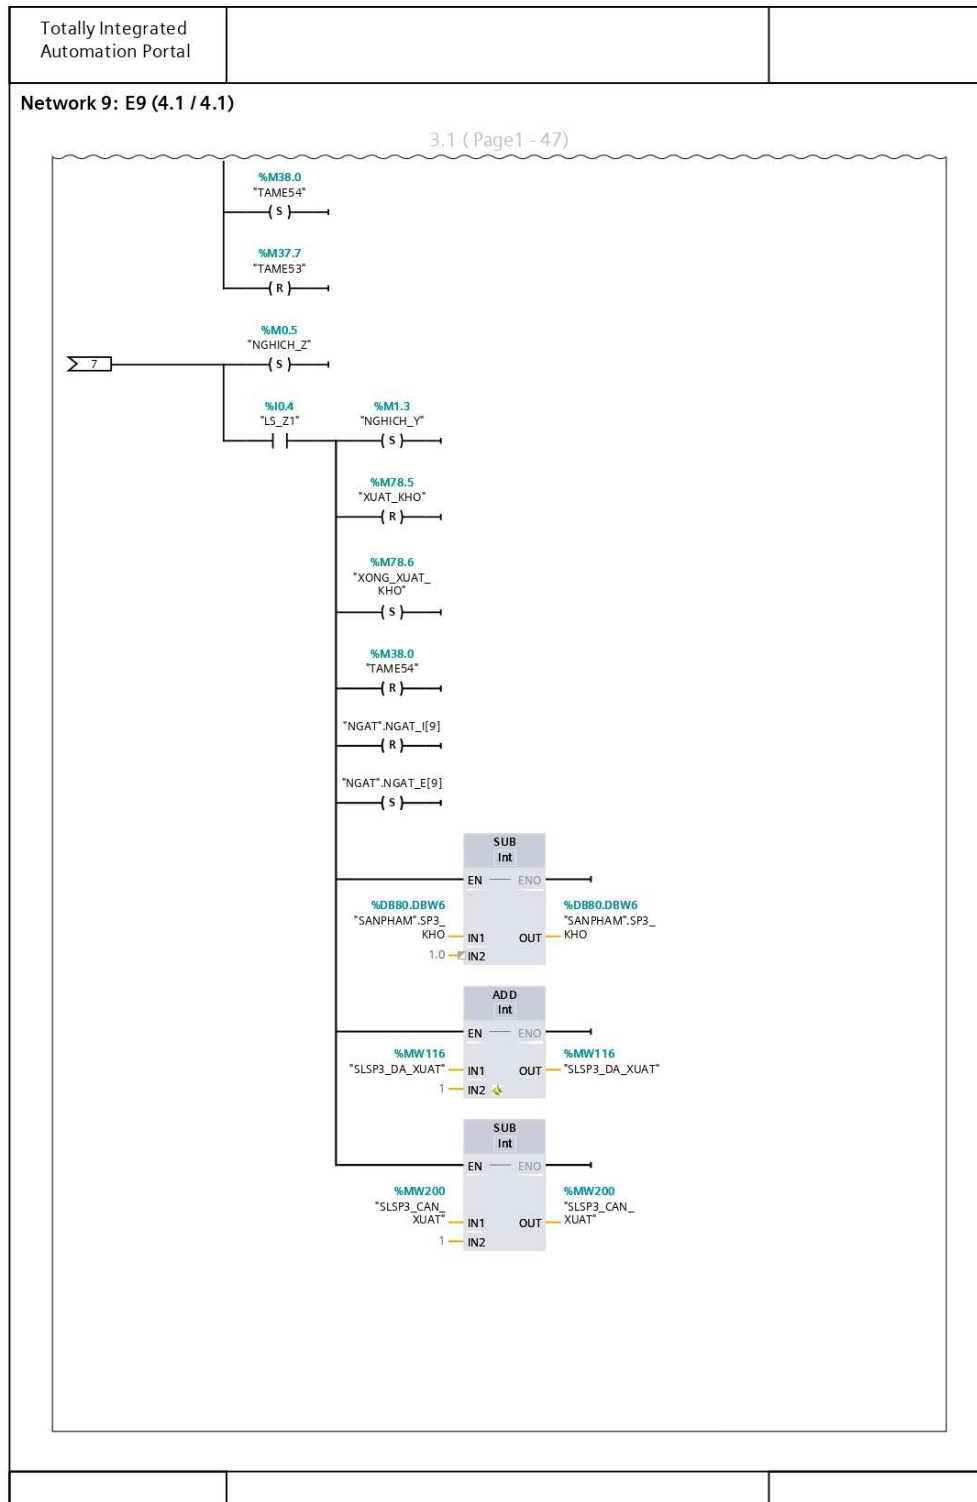 Totally Integrated
Automation Portal
Network 9: E9 (4.1 / 4.1)
3.1 ( Page1 - 47)
%M38.0
"TAME54"
( S )
%M37.7
"TAME53"
( R )
%M0.5
"NGHICH_Z"
7
( S )
%I0.4
"LS_Z1"
%M1.3
"NGHICH_Y"
( S )
%M78.5
"XUAT_KHO"
( R )
%M78.6
"XONG_XUAT_
KHO"
( S )
%M38.0
"TAME54"
( R )
"NGAT".NGAT_I[9]
( R )
"NGAT".NGAT_E[9]
( S )
SUB
Int
EN ENO
%DB80.DBW6
"SANPHAM".SP3_
KHO
IN1
1.0
IN2
OUT
%DB80.DBW6
"SANPHAM".SP3_
KHO
ADD
Int
EN ENO
%MW116
"SLSP3_DA_XUAT"
IN1
1
IN2
OUT
%MW116
"SLSP3_DA_XUAT"
SUB
Int
EN ENO
%MW200
"SLSP3_CAN_
XUAT"
IN1
1
IN2
OUT
%MW200
"SLSP3_CAN_
XUAT"